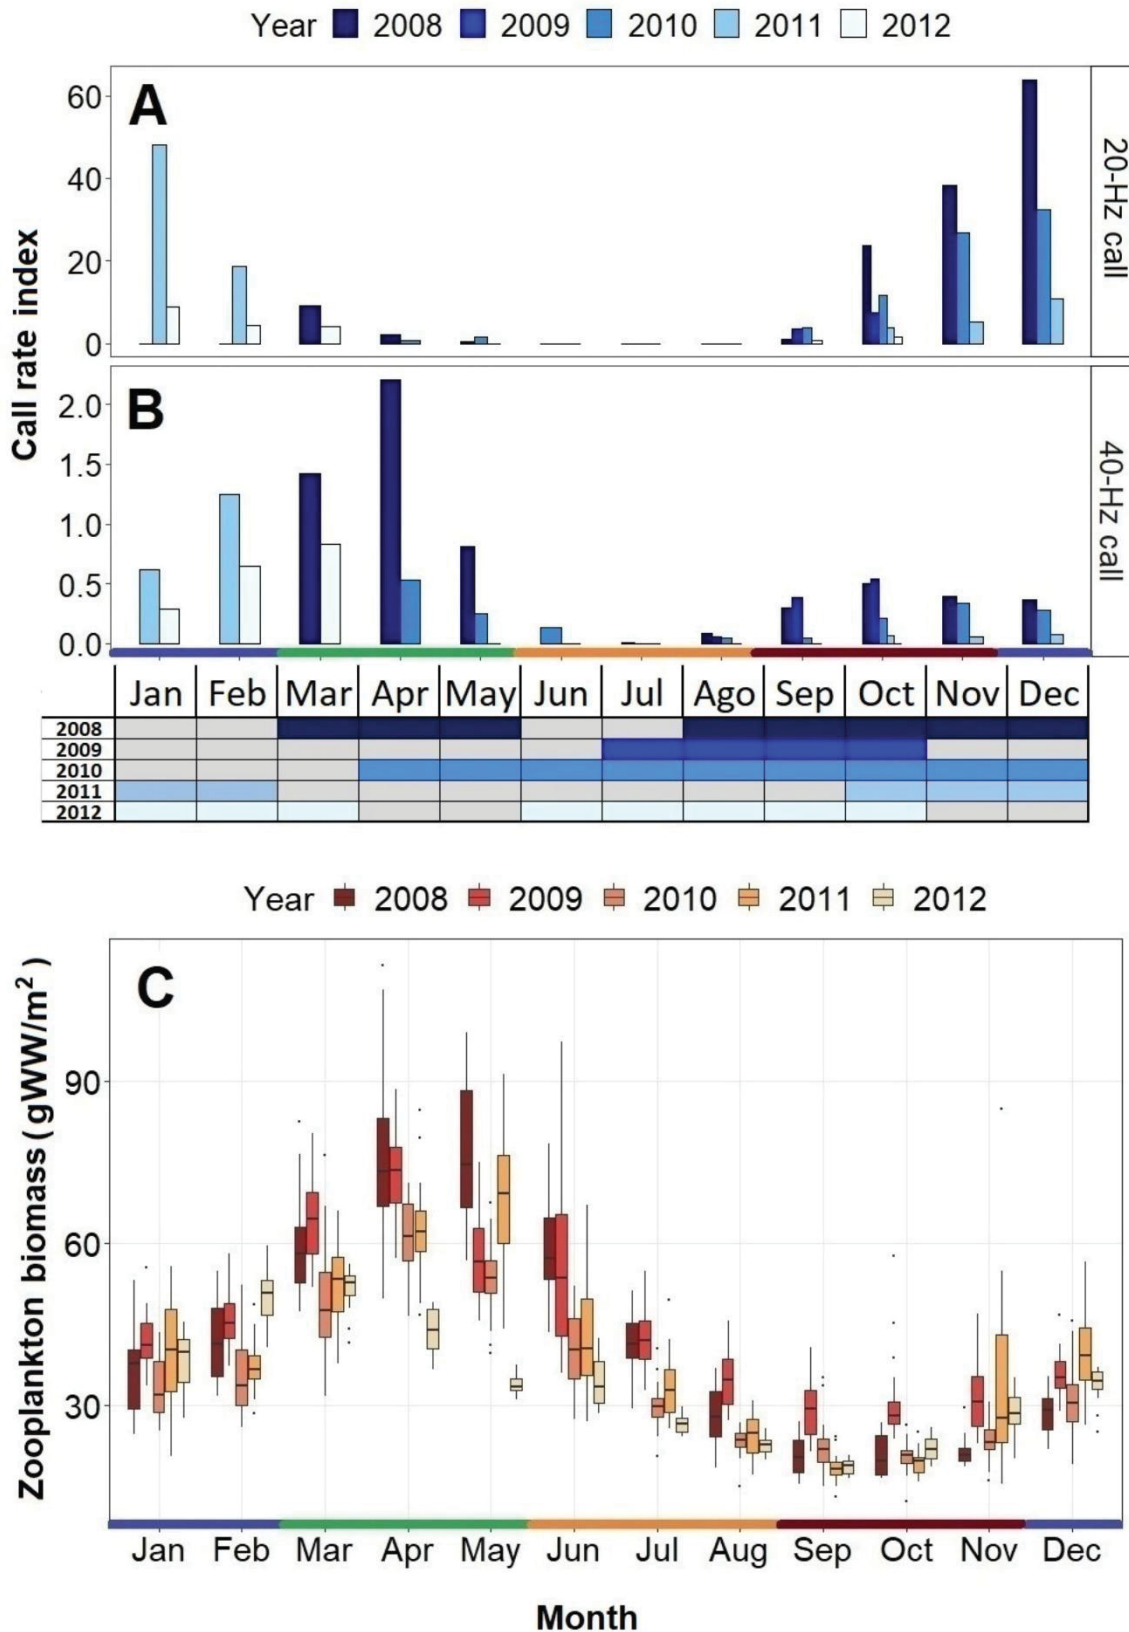 Year 2008 2009 2010 2011 2012
A
60
40
20
0
20-Hz call
Call rate index
B
2.0
1.5
1.0
0.5
0.0
40-Hz call
Jan Feb Mar Apr May Jun Jul Ago Sep Oct Nov Dec
2008
2009
2010
2011
2012
Year 2008 2009 2010 2011 2012
C
90
60
30
Zooplankton biomass ( gWW/m² )
Jan Feb Mar Apr May Jun Jul Aug Sep Oct Nov Dec
Month